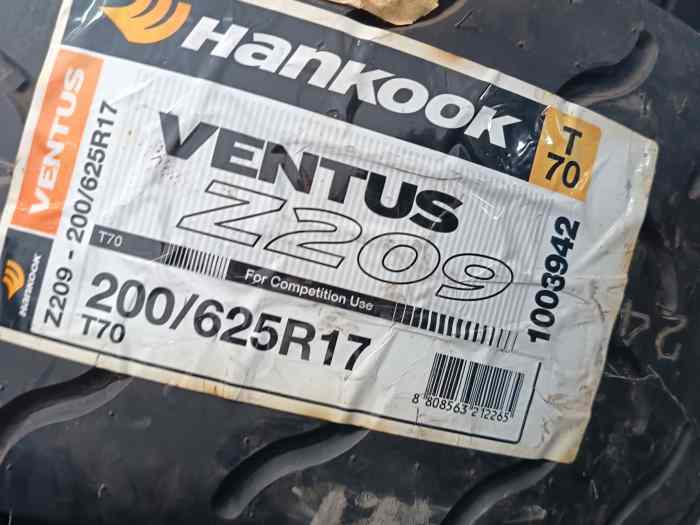 HANKOOK
VENTUS
Z209
T
70
1003942
T70
For Competition Use
200/625R17
T70
8 808563 212265
VENTUS
Z209 - 200/625R17
HANKOOK